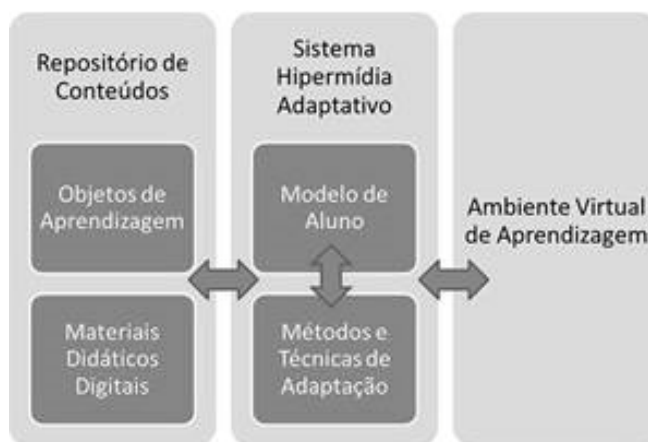 Repositório de
Conteúdos
Objetos de
Aprendizagem
Materiais
Didáticos
Digitais
Sistema
Hipermídia
Adaptativo
Modelo de
Aluno
Métodos e
Técnicas de
Adaptação
Ambiente Virtual
de Aprendizagem